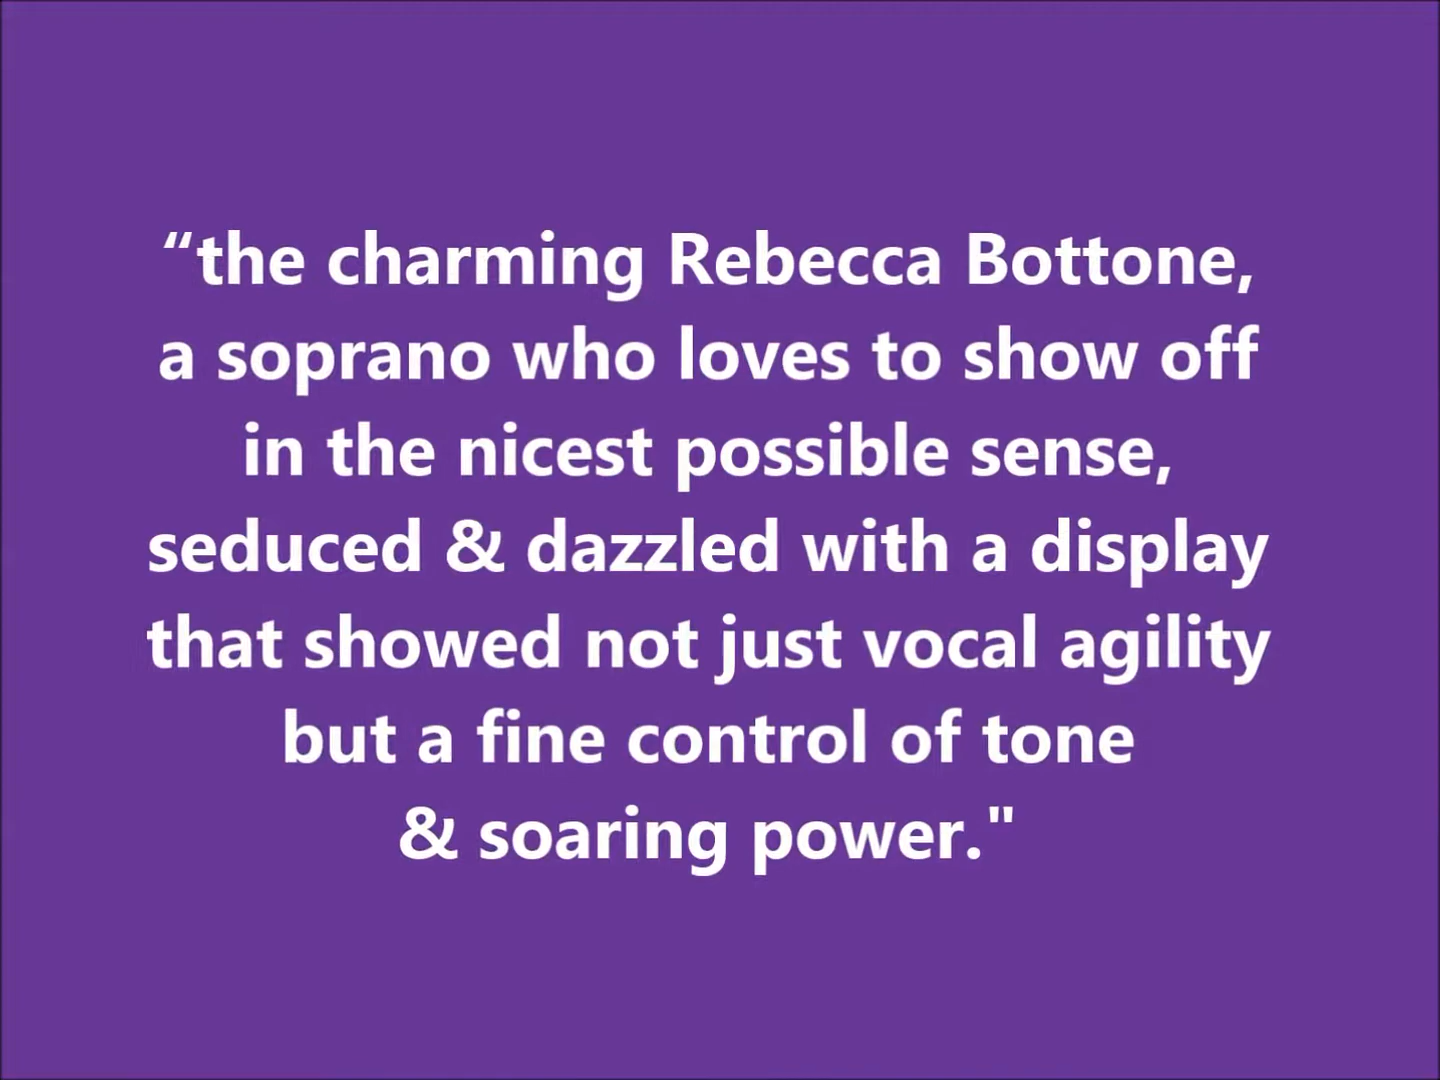 “the charming Rebecca Bottone,
a soprano who loves to show off
in the nicest possible sense,
seduced & dazzled with a display
that showed not just vocal agility
but a fine control of tone
& soaring power."